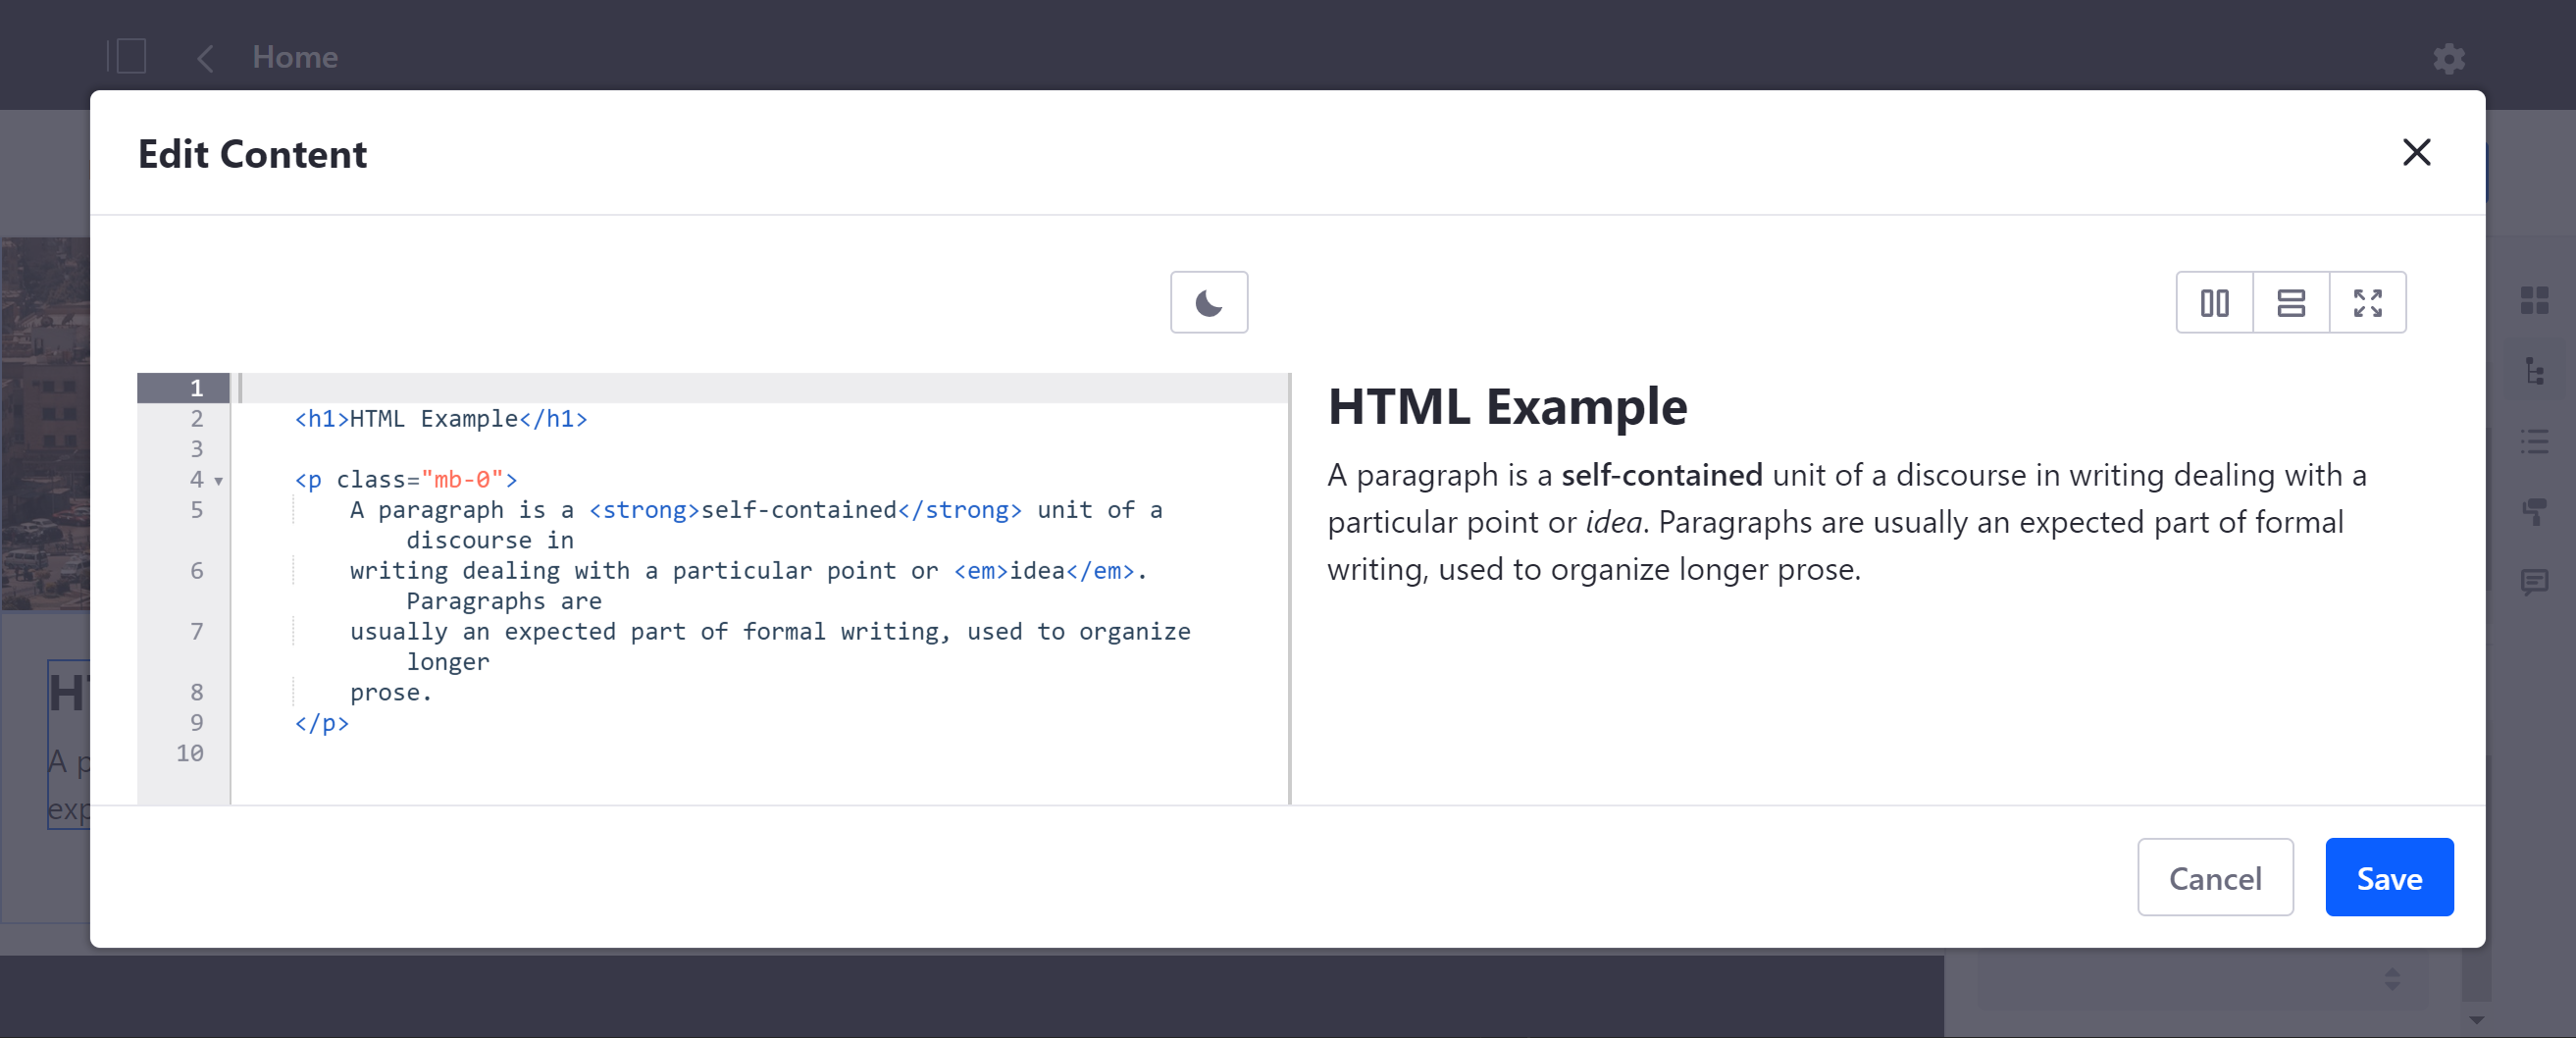 Home
Edit Content
1
2 <h1>HTML Example</h1>
3
4 <p class="mb-0">
5 A paragraph is a <strong>self-contained</strong> unit of a
discourse in
6 writing dealing with a particular point or <em>idea</em>.
Paragraphs are
7 usually an expected part of formal writing, used to organize
longer
8 prose.
9 </p>
10
HTML Example
A paragraph is a self-contained unit of a discourse in writing dealing with a
particular point or idea. Paragraphs are usually an expected part of formal
writing, used to organize longer prose.
H
A p
exp
Cancel
Save